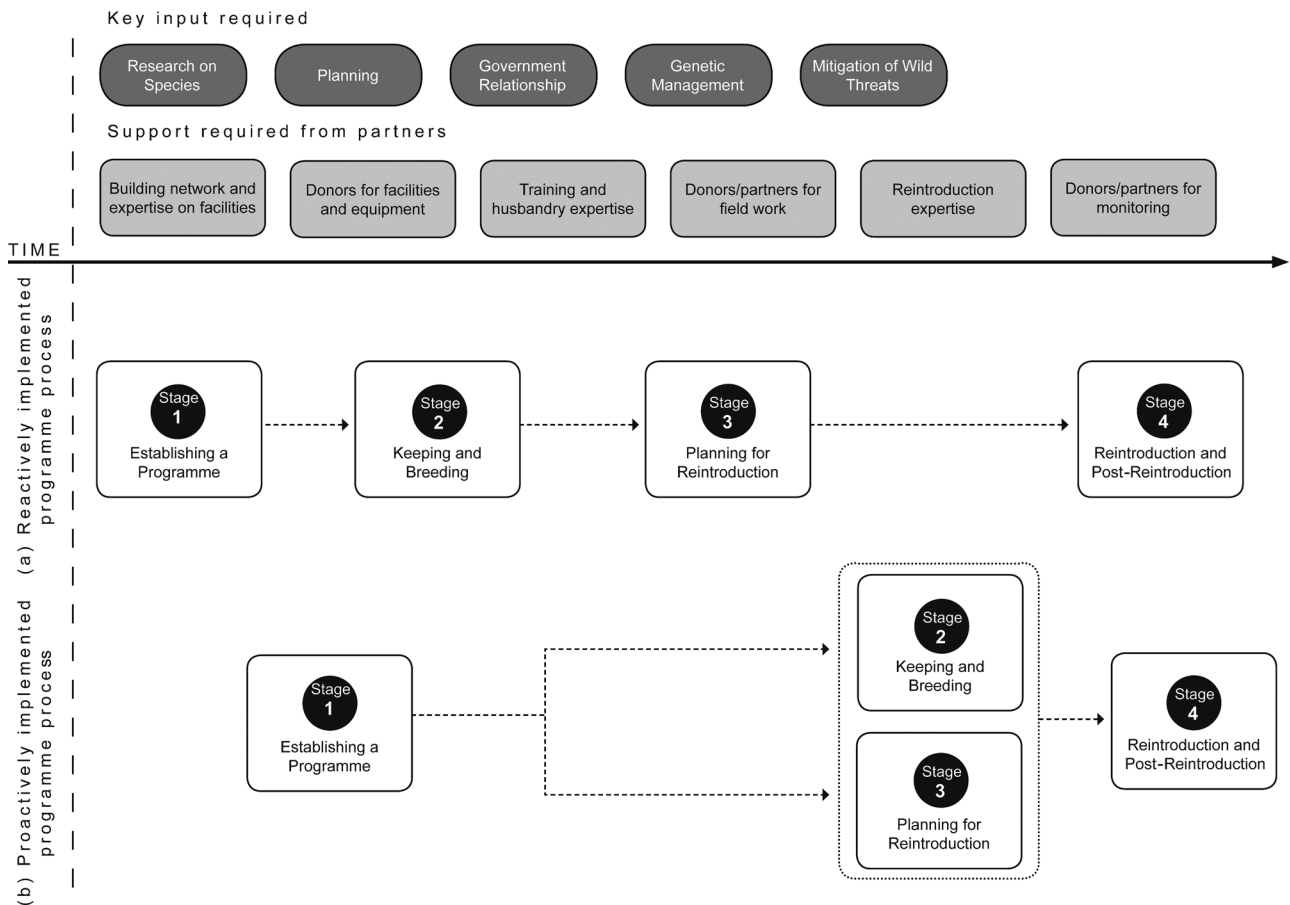 Key input required
Research on
Species
Planning
Government
Relationship
Genetic
Management
Mitigation of Wild
Threats
Support required from partners
Building network and
expertise on facilities
Donors for facilities
and equipment
Training and
husbandry expertise
Donors/partners for
field work
Reintroduction
expertise
Donors/partners for
monitoring
TIME
(a) Reactively implemented
programme process
Stage
1
Establishing a
Programme
Stage
2
Keeping and
Breeding
Stage
3
Planning for
Reintroduction
Stage
4
Reintroduction and
Post-Reintroduction
(b) Proactively implemented
programme process
Stage
1
Establishing a
Programme
Stage
2
Keeping and
Breeding
Stage
3
Planning for
Reintroduction
Stage
4
Reintroduction and
Post-Reintroduction